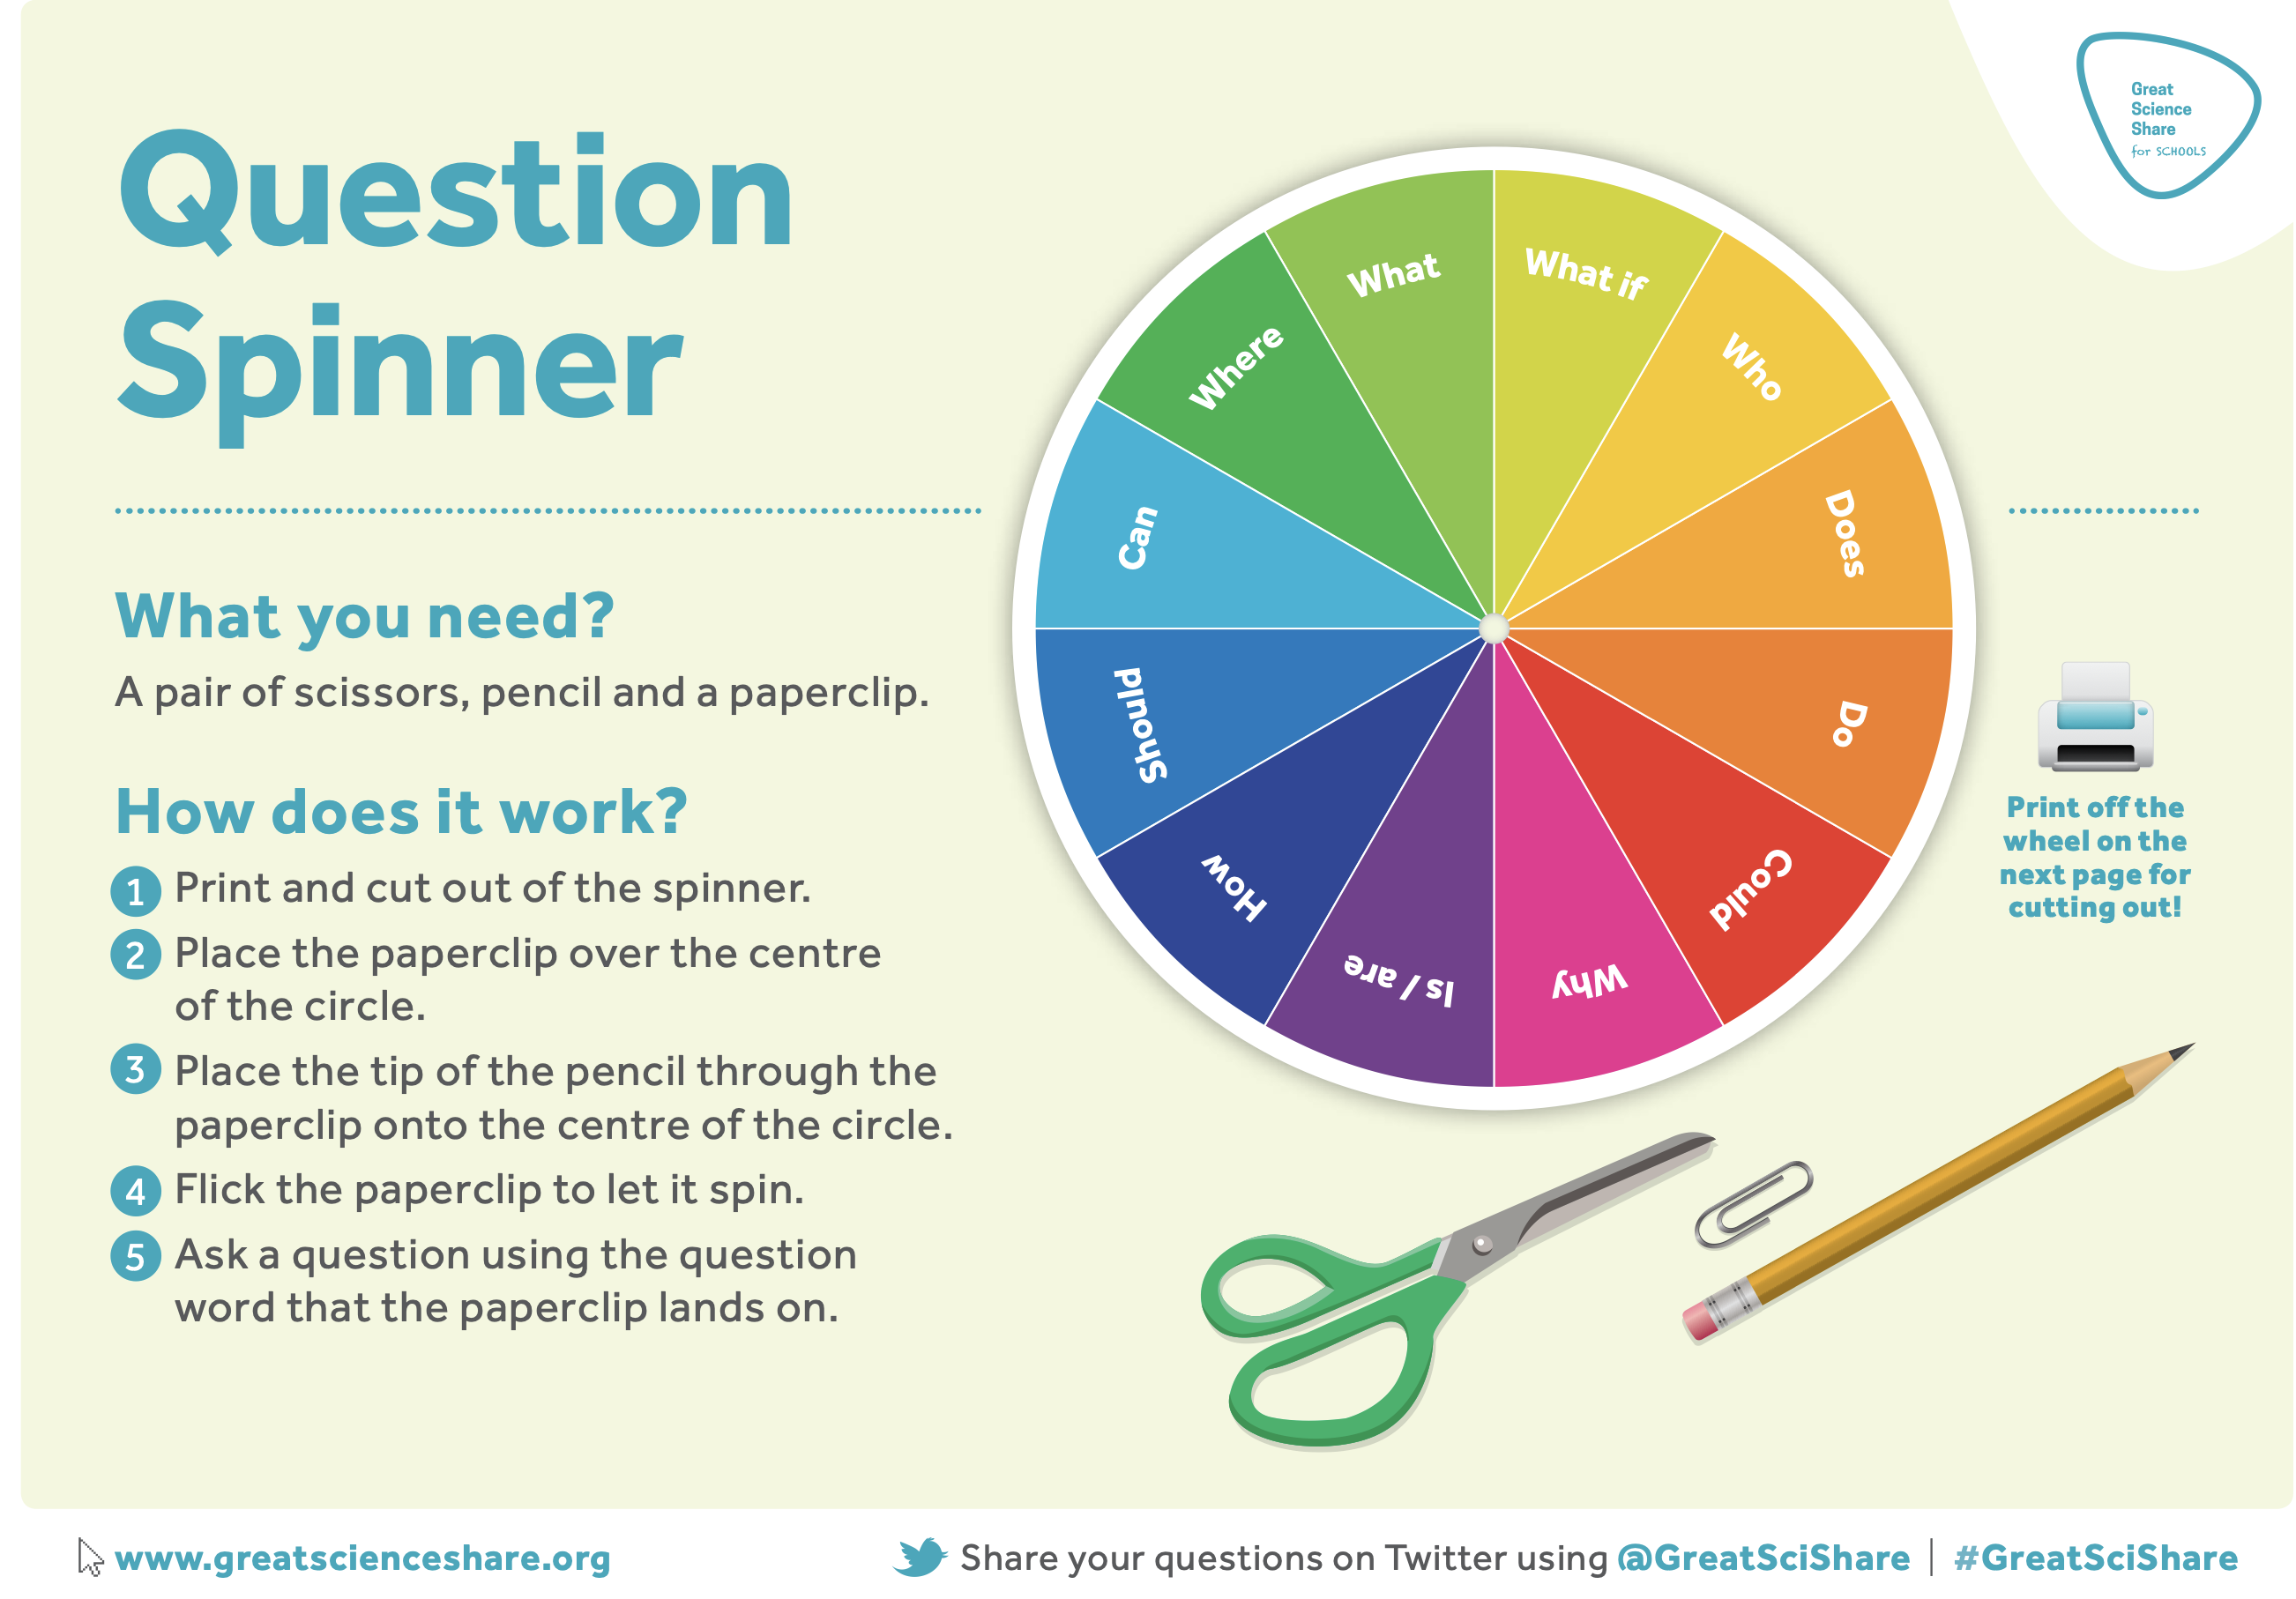 Great
Science
Share
for SCHOOLS
Question
Spinner
What you need?
A pair of scissors, pencil and a paperclip.
How does it work?
1 Print and cut out of the spinner.
2 Place the paperclip over the centre
of the circle.
3 Place the tip of the pencil through the
paperclip onto the centre of the circle.
4 Flick the paperclip to let it spin.
5 Ask a question using the question
word that the paperclip lands on.
What if
Who
Does
Do
Could
Why
Is / are
How
Should
Can
Where
What
Print off the
wheel on the
next page for
cutting out!
www.greatscienceshare.org
Share your questions on Twitter using @GreatSciShare | #GreatSciShare